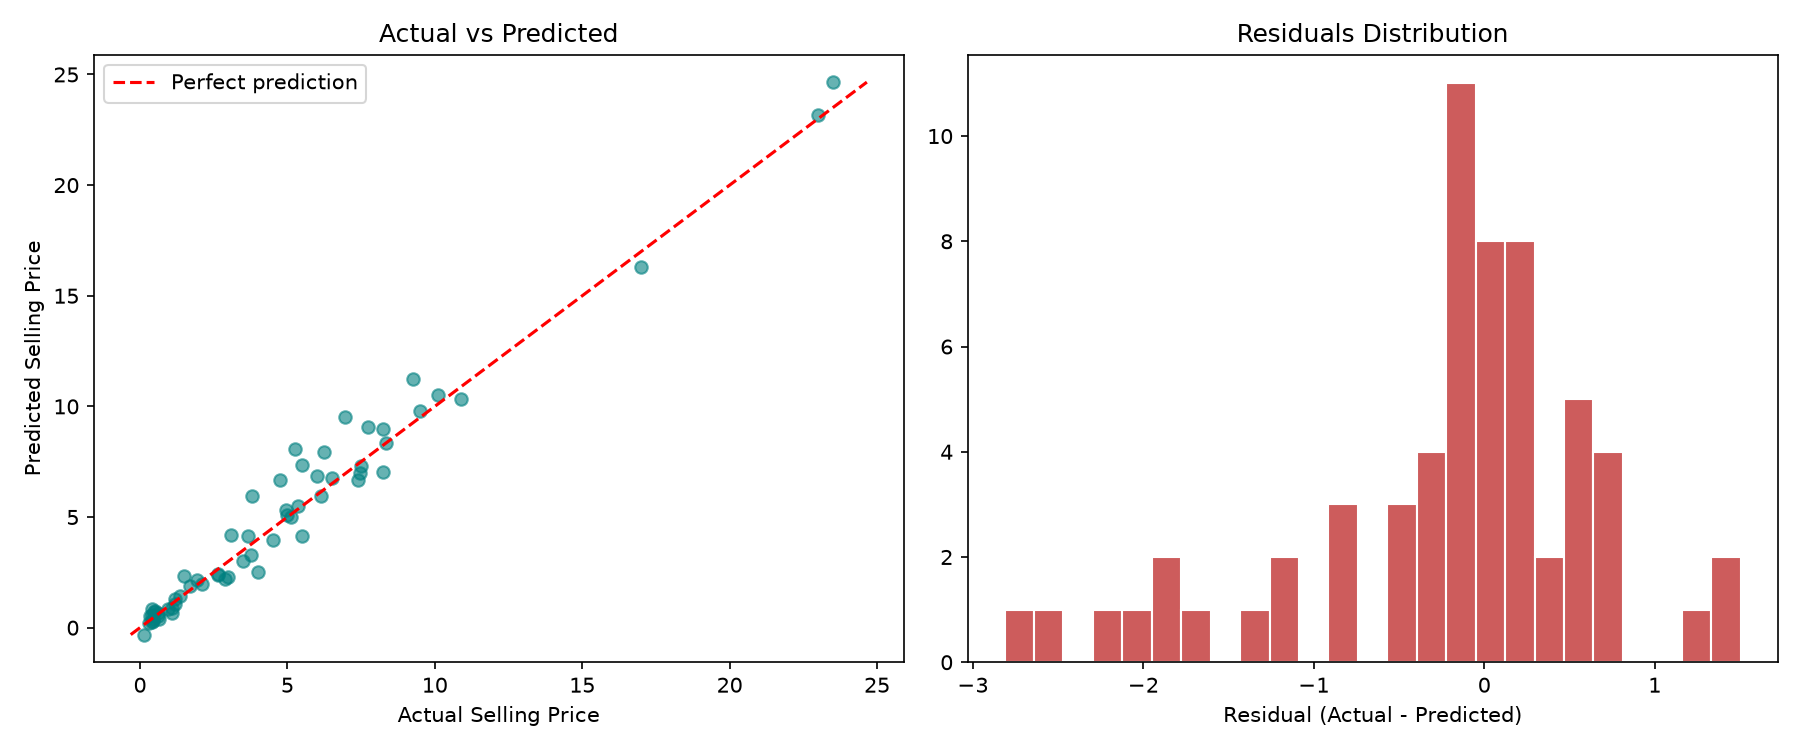 Actual vs Predicted
Perfect prediction
Predicted Selling Price
25
20
15
10
5
0
0 5 10 15 20 25
Actual Selling Price
Residuals Distribution
10
8
6
4
2
0
−3 −2 −1 0 1
Residual (Actual - Predicted)